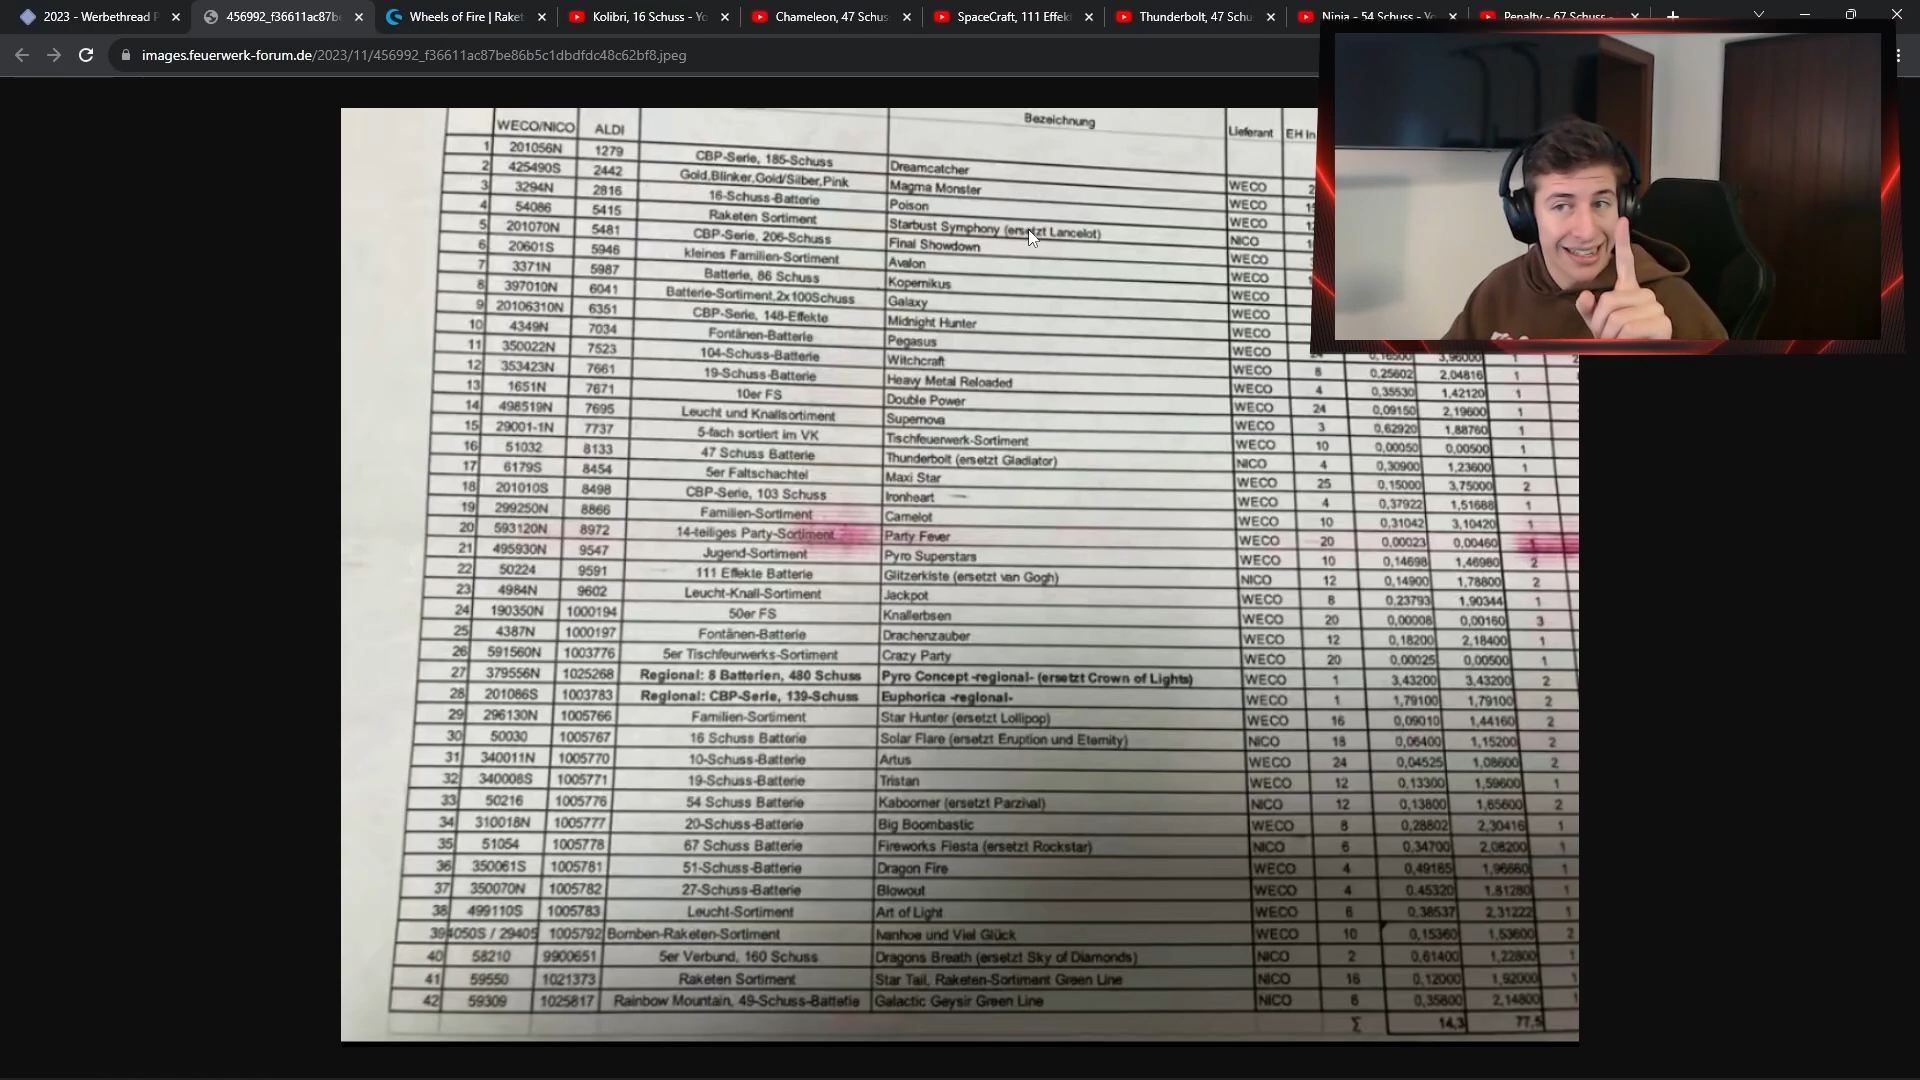 2023 - Werbethread P
456992_f36611ac87b
Wheels of Fire | Raket
Kolibri, 16 Schuss - Yo
Chameleon, 47 Schus
SpaceCraft, 111 Effek
Thunderbolt, 47 Schu
Ninja - 54 Schuss - Yo
Penalty - 67 Schuss -
images.feuerwerk-forum.de/2023/11/456992_f36611ac87be86b5c1dbdfdc48c62bf8.jpeg
WECO/NICO ALDI Bezeichnung Lieferant EH in
1 201056N 1279 CBP-Serie, 185-Schuss Dreamcatcher WECO
2 425490S 2442 Gold,Blinker,Gold/Silber,Pink Magma Monster WECO
3 3294N 2816 16-Schuss-Batterie Poison WECO
4 54086 5415 Raketen Sortiment Starbust Symphony (ersetzt Lancelot) NICO
5 201070N 5481 CBP-Serie, 206-Schuss Final Showdown WECO
6 20601S 5946 kleines Familien-Sortiment Avalon WECO
7 3371N 5987 Batterie, 86 Schuss Kopernikus WECO
8 397010N 6041 Batterie-Sortiment,2x100Schuss Galaxy WECO
9 20106310N 6351 CBP-Serie, 148-Effekte Midnight Hunter WECO
10 4349N 7034 Fontänen-Batterie Pegasus WECO 24 0,16500 3,96000 1
11 350022N 7523 104-Schuss-Batterie Witchcraft WECO 8 0,25602 2,04816 1
12 353423N 7661 19-Schuss-Batterie Heavy Metal Reloaded WECO 4 0,35530 1,42120 1
13 1651N 7671 10er FS Double Power WECO 24 0,09150 2,19600 1
14 498519N 7695 Leucht und Knallsortiment Supernova WECO 3 0,62920 1,88760 1
15 29001-1N 7737 5-fach sortiert im VK Tischfeuerwerk-Sortiment WECO 10 0,00050 0,00500 1
16 51032 8133 47 Schuss Batterie Thunderbolt (ersetzt Gladiator) NICO 4 0,30900 1,23600 1
17 6179S 8454 5er Faltschachtel Maxi Star WECO 25 0,15000 3,75000 2
18 201010S 8498 CBP-Serie, 103 Schuss Ironheart WECO 4 0,37922 1,51688 1
19 299250N 8866 Familien-Sortiment Camelot WECO 10 0,31042 3,10420 1
20 593120N 8972 14-teiliges Party-Sortiment Party Fever WECO 20 0,00023 0,00460 1
21 495930N 9547 Jugend-Sortiment Pyro Superstars WECO 10 0,14698 1,46980 2
22 50224 9591 111 Effekte Batterie Glitzerkiste (ersetzt van Gogh) NICO 12 0,14900 1,78800 2
23 4984N 9602 Leucht-Knall-Sortiment Jackpot WECO 8 0,23793 1,90344 1
24 190350N 1000194 50er FS Knallerbsen WECO 20 0,00008 0,00160 3
25 4387N 1000197 Fontänen-Batterie Drachenzauber WECO 12 0,18200 2,18400 1
26 591560N 1003776 5er Tischfeurwerks-Sortiment Crazy Party WECO 20 0,00025 0,00500 1
27 379556N 1025268 Regional: 8 Batterien, 480 Schuss Pyro Concept -regional- (ersetzt Crown of Lights) WECO 1 3,43200 3,43200 2
28 201086S 1003783 Regional: CBP-Serie, 139-Schuss Euphorica -regional- WECO 1 1,79100 1,79100 2
29 296130N 1005766 Familien-Sortiment Star Hunter (ersetzt Lollipop) WECO 16 0,09010 1,44160 2
30 50030 1005767 16 Schuss Batterie Solar Flare (ersetzt Eruption und Eternity) NICO 18 0,06400 1,15200 2
31 340011N 1005770 10-Schuss-Batterie Artus WECO 24 0,04525 1,08600 2
32 340008S 1005771 19-Schuss-Batterie Tristan WECO 12 0,13300 1,59600 1
33 50216 1005776 54 Schuss Batterie Kaboomer (ersetzt Parzival) NICO 12 0,13800 1,65600 2
34 310018N 1005777 20-Schuss-Batterie Big Boombastic WECO 8 0,28802 2,30416 1
35 51054 1005778 67 Schuss Batterie Fireworks Fiesta (ersetzt Rockstar) NICO 6 0,34700 2,08200 1
36 350061S 1005781 51-Schuss-Batterie Dragon Fire WECO 4 0,49165 1,96660 1
37 350070N 1005782 27-Schuss-Batterie Blowout WECO 4 0,45320 1,81280 1
38 499110S 1005783 Leucht-Sortiment Art of Light WECO 6 0,38537 2,31222 1
39 4050S / 29405 1005792 Bomben-Raketen-Sortiment Ivanhoe und Viel Glück WECO 10 0,15360 1,53600 2
40 58210 9900651 5er Verbund, 160 Schuss Dragons Breath (ersetzt Sky of Diamonds) NICO 2 0,61400 1,22800 1
41 59550 1021373 Raketen Sortiment Star Tail, Raketen-Sortiment Green Line NICO 16 0,12000 1,92000 1
42 59309 1025817 Rainbow Mountain, 49-Schuss-Battetie Galactic Geysir Green Line NICO 6 0,35800 2,14800 1
Σ 14,3 77,5